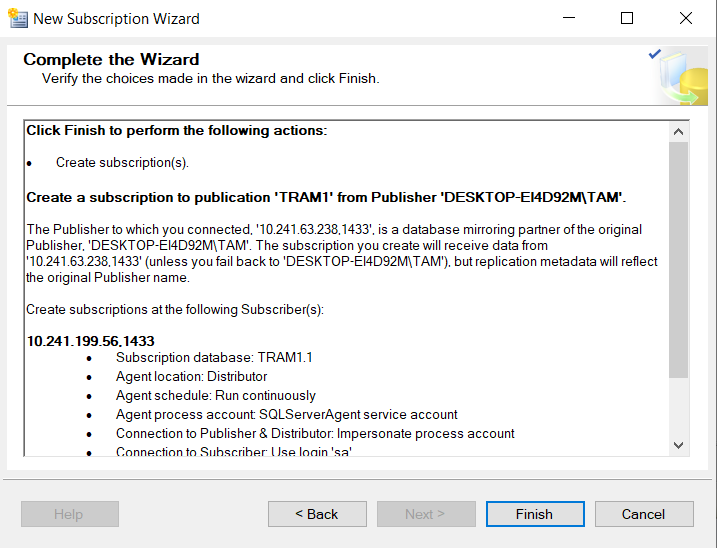 New Subscription Wizard
Complete the Wizard
Verify the choices made in the wizard and click Finish.
Click Finish to perform the following actions:
• Create subscription(s).
Create a subscription to publication 'TRAM1' from Publisher 'DESKTOP-EI4D92M\TAM'.
The Publisher to which you connected, '10.241.63.238,1433', is a database mirroring partner of the original
Publisher, 'DESKTOP-EI4D92M\TAM'. The subscription you create will receive data from
'10.241.63.238,1433' (unless you fail back to 'DESKTOP-EI4D92M\TAM'), but replication metadata will reflect
the original Publisher name.
Create subscriptions at the following Subscriber(s):
10.241.199.56,1433
• Subscription database: TRAM1.1
• Agent location: Distributor
• Agent schedule: Run continuously
• Agent process account: SQLServerAgent service account
• Connection to Publisher & Distributor: Impersonate process account
• Connection to Subscriber: Use login 'sa'
Help
< Back
Next >
Finish
Cancel